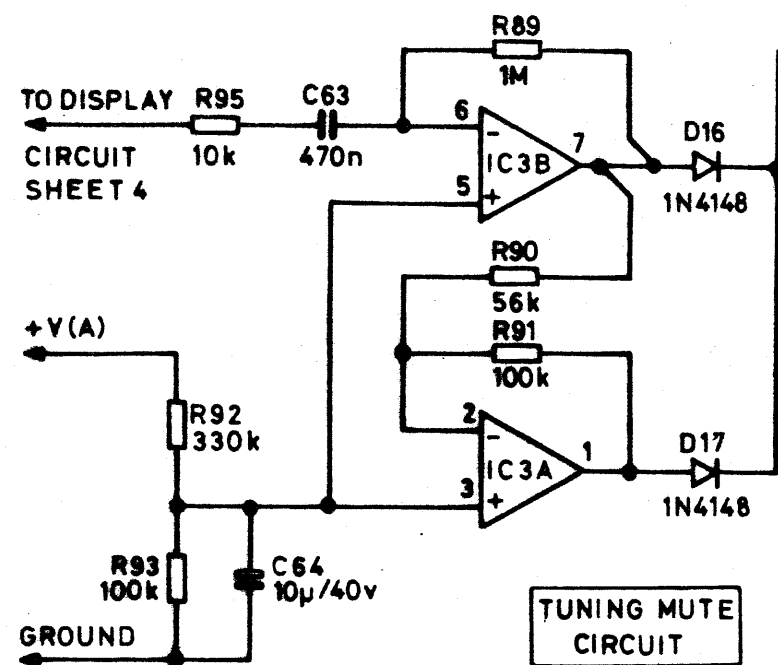 R89
1M
TO DISPLAY
R95
C63
10k
470n
CIRCUIT
SHEET 4
6
-
IC3B
7
5
+
D16
1N4148
R90
56k
R91
100k
+V(A)
R92
330k
2
-
IC3A
1
3
+
D17
1N4148
R93
100k
C64
10µ/40v
GROUND
TUNING MUTE
CIRCUIT